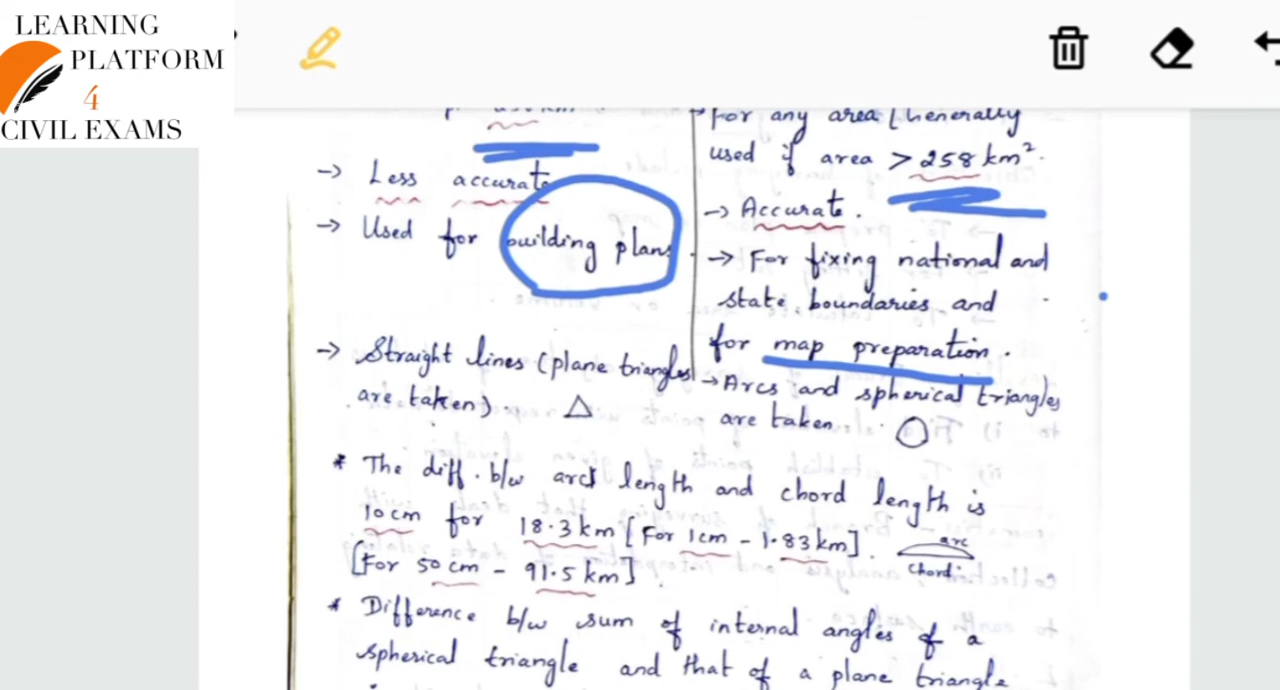 LEARNING
PLATFORM
4
CIVIL EXAMS
→ Less accurate
→ Used for building plans.
→ Straight lines (plane triangles
are taken).
→ For any area [Generally
used if area > 258 km².
→ Accurate.
→ For fixing national and
state boundaries and
for map preparation.
→ Arcs and spherical triangles
are taken.
* The diff. b/w arct length and chord length is
10 cm for 18.3 km [For 1cm - 1.83 km].
arc
chord
[For 50 cm - 91.5 km].
* Difference b/w sum of internal angles of a
spherical triangle and that of a plane triangle